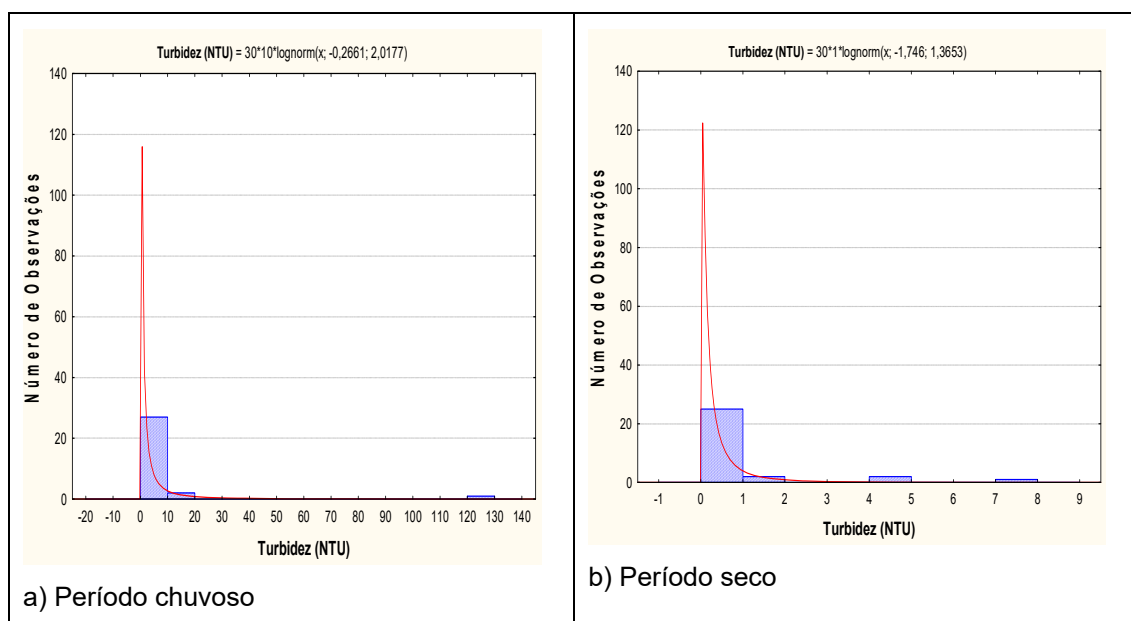 Turbidez (NTU) = 30*10*lognorm(x; -0,2661; 2,0177)
140
120
100
80
60
40
20
0
Número de Observações
-20 -10 0 10 20 30 40 50 60 70 80 90 100 110 120 130 140
Turbidez (NTU)
a) Período chuvoso
Turbidez (NTU) = 30*1*lognorm(x; -1,746; 1,3653)
140
120
100
80
60
40
20
0
Número de Observações
-1 0 1 2 3 4 5 6 7 8 9
Turbidez (NTU)
b) Período seco